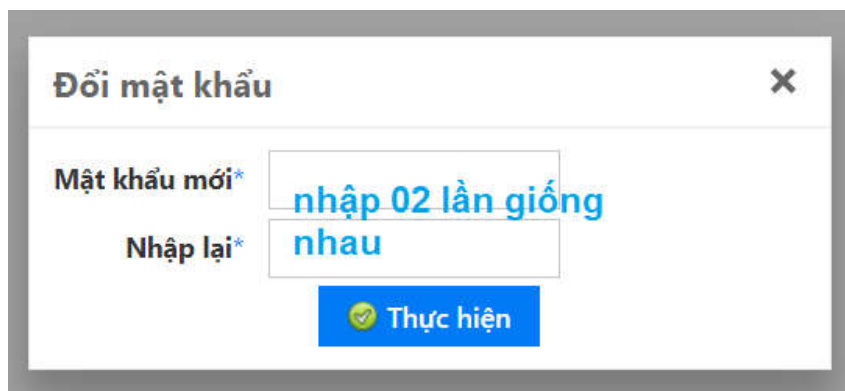 Đổi mật khẩu
Mật khẩu mới*
nhập 02 lần giống
nhau
Nhập lại*
Thực hiện